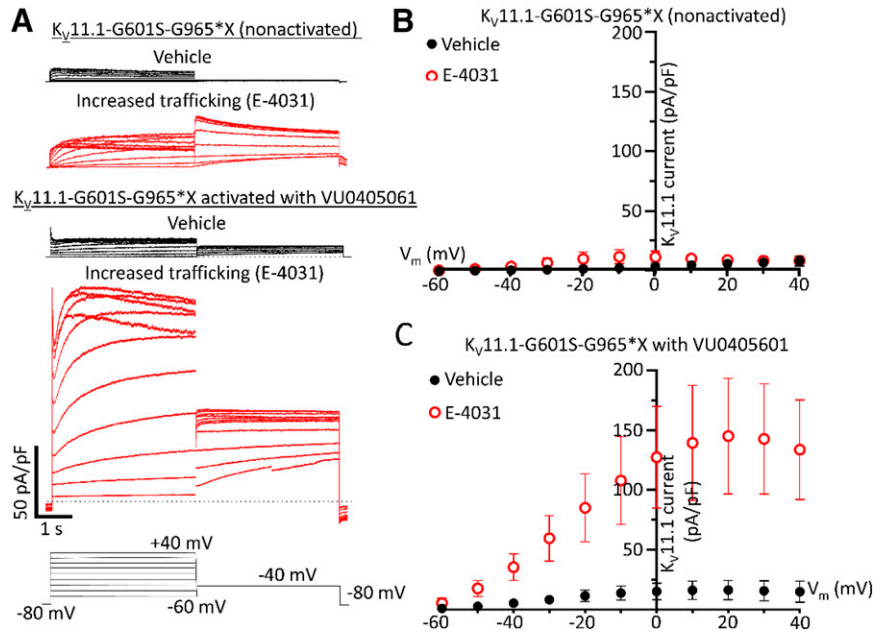 A
Kv11.1-G601S-G965*X (nonactivated)
Vehicle
Increased trafficking (E-4031)
Kv11.1-G601S-G965*X activated with VU0405061
Vehicle
Increased trafficking (E-4031)
50 pA/pF
1 s
+40 mV
-40 mV
-80 mV
-60 mV
-80 mV
B
Kv11.1-G601S-G965*X (nonactivated)
Vehicle
E-4031
200
150
100
50
Kv11.1 current (pA/pF)
Vm (mV)
-60
-40
-20
0
20
40
C
Kv11.1-G601S-G965*X with VU0405601
Vehicle
E-4031
200
150
100
50
Kv11.1 current
(pA/pF)
Vm (mV)
-60
-40
-20
0
20
40